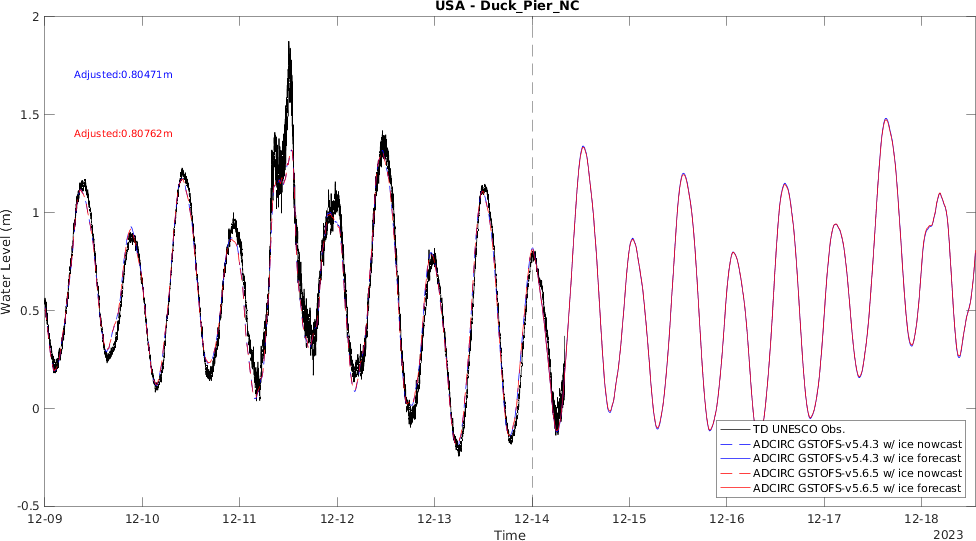 USA - Duck_Pier_NC
2
Adjusted:0.80471m
1.5
Adjusted:0.80762m
1
Water Level (m)
0.5
0
TD UNESCO Obs.
ADCIRC GSTOFS-v5.4.3 w/ ice nowcast
ADCIRC GSTOFS-v5.4.3 w/ ice forecast
ADCIRC GSTOFS-v5.6.5 w/ ice nowcast
ADCIRC GSTOFS-v5.6.5 w/ ice forecast
-0.5
12-09 12-10 12-11 12-12 12-13 12-14 12-15 12-16 12-17 12-18
Time
2023